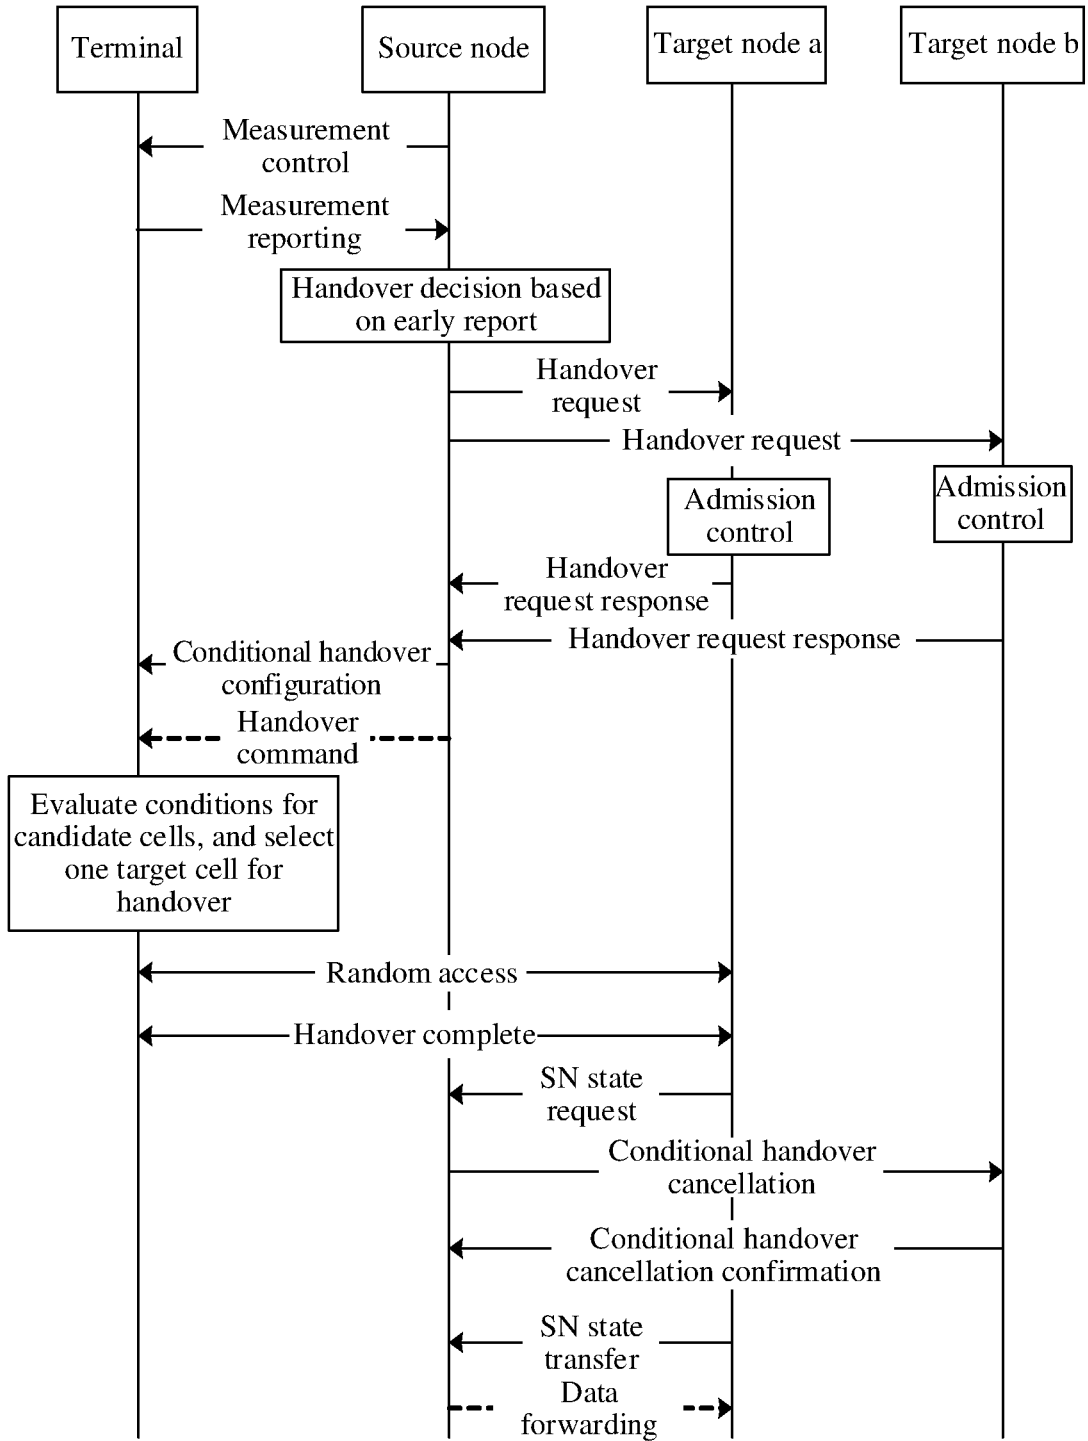 Terminal
Source node
Target node a
Target node b
Measurement
control
Measurement
reporting
Handover decision based
on early report
Handover
request
Handover request
Admission
control
Admission
control
Handover
request response
Handover request response
Conditional handover
configuration
Handover
command
Evaluate conditions for
candidate cells, and select
one target cell for
handover
Random access
Handover complete
SN state
request
Conditional handover
cancellation
Conditional handover
cancellation confirmation
SN state
transfer
Data
forwarding